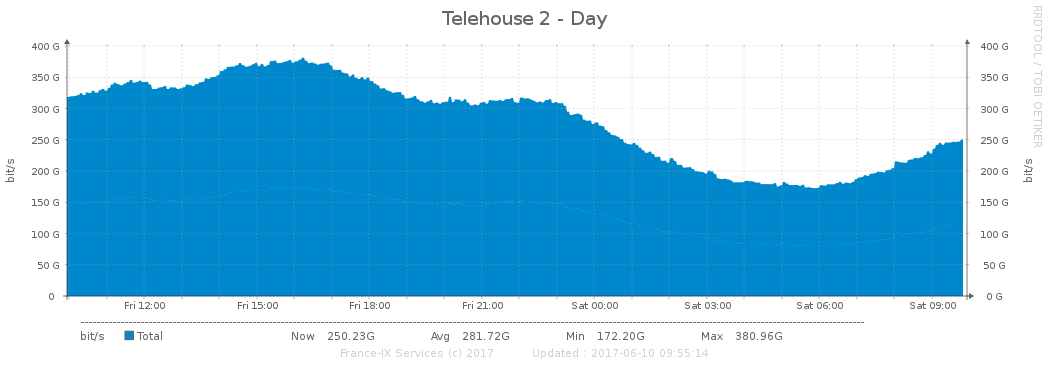 Telehouse 2 - Day
RRDTOOL / TOBI OETIKER
400 G 400 G
350 G 350 G
300 G 300 G
250 G 250 G
200 G 200 G
150 G 150 G
100 G 100 G
50 G 50 G
0 0 G
bit/s bit/s
Fri 12:00 Fri 15:00 Fri 18:00 Fri 21:00 Sat 00:00 Sat 03:00 Sat 06:00 Sat 09:00
bit/s Total Now 250.23G Avg 281.72G Min 172.20G Max 380.96G
France-IX Services (c) 2017 Updated : 2017-06-10 09:55:14